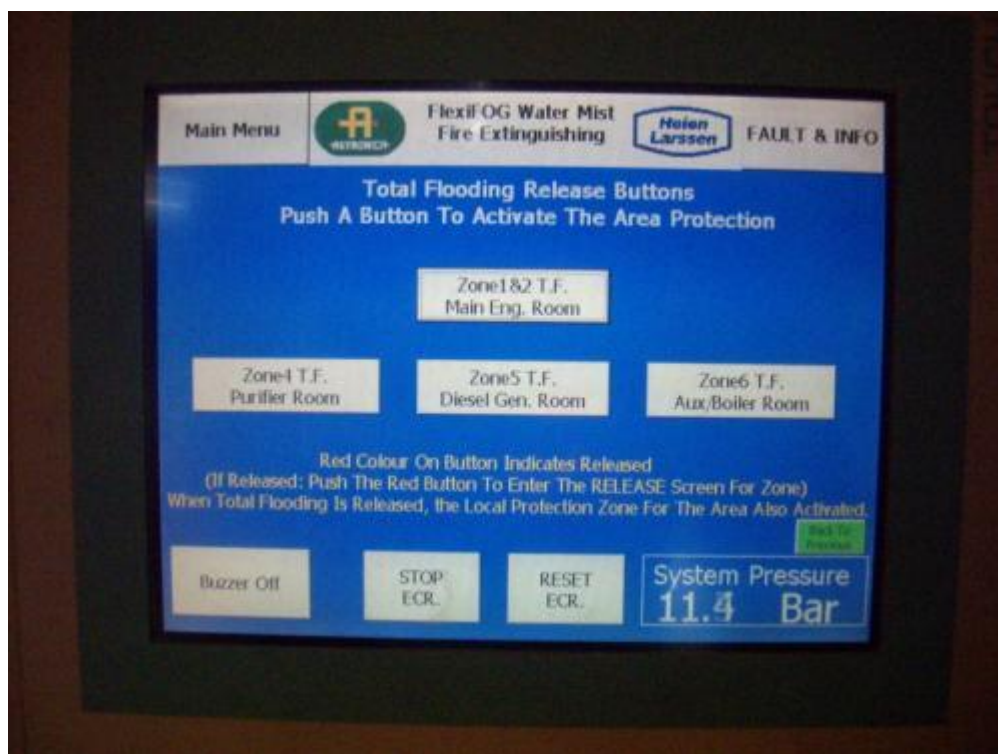 Main Menu
FlexiFOG Water Mist
Fire Extinguishing
Heien
Larssen
FAULT & INFO
Total Flooding Release Buttons
Push A Button To Activate The Area Protection
Zone1&2 T.F.
Main Eng. Room
Zone4 T.F.
Purifier Room
Zone5 T.F.
Diesel Gen. Room
Zone6 T.F.
Aux/Boiler Room
Red Colour On Button Indicates Released
(If Released: Push The Red Button To Enter The RELEASE Screen For Zone)
When Total Flooding Is Released, the Local Protection Zone For The Area Also Activated.
Back To
Previous
Buzzer Off
STOP
ECR.
RESET
ECR.
System Pressure
11.4 Bar